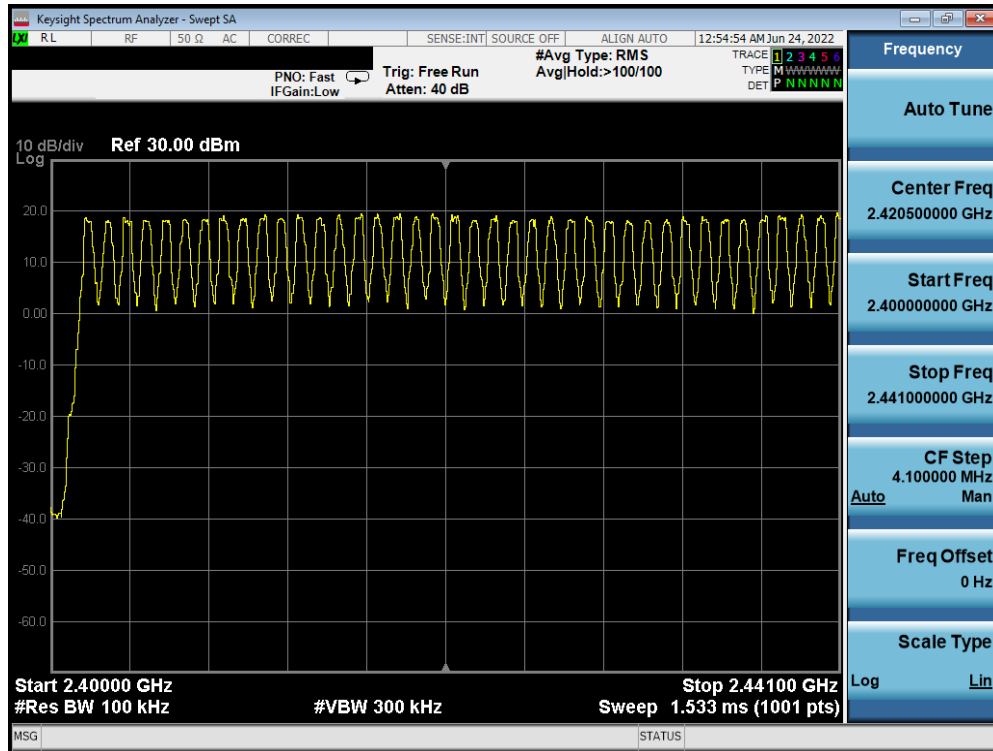 Keysight Spectrum Analyzer - Swept SA
LXI RL RF 50 Ω AC CORREC SENSE:INT SOURCE OFF ALIGN AUTO 12:54:54 AM Jun 24, 2022
#Avg Type: RMS TRACE 1 2 3 4 5 6
PNO: Fast Trig: Free Run Avg|Hold:>100/100 TYPE M WWWWW
IFGain:Low Atten: 40 dB DET P N N N N N
10 dB/div Ref 30.00 dBm
Log
20.0
10.0
0.00
-10.0
-20.0
-30.0
-40.0
-50.0
-60.0
Start 2.40000 GHz Stop 2.44100 GHz
#Res BW 100 kHz #VBW 300 kHz Sweep 1.533 ms (1001 pts)
MSG STATUS
Frequency
Auto Tune
Center Freq
2.420500000 GHz
Start Freq
2.400000000 GHz
Stop Freq
2.441000000 GHz
CF Step
4.100000 MHz
Auto Man
Freq Offset
0 Hz
Scale Type
Log Lin